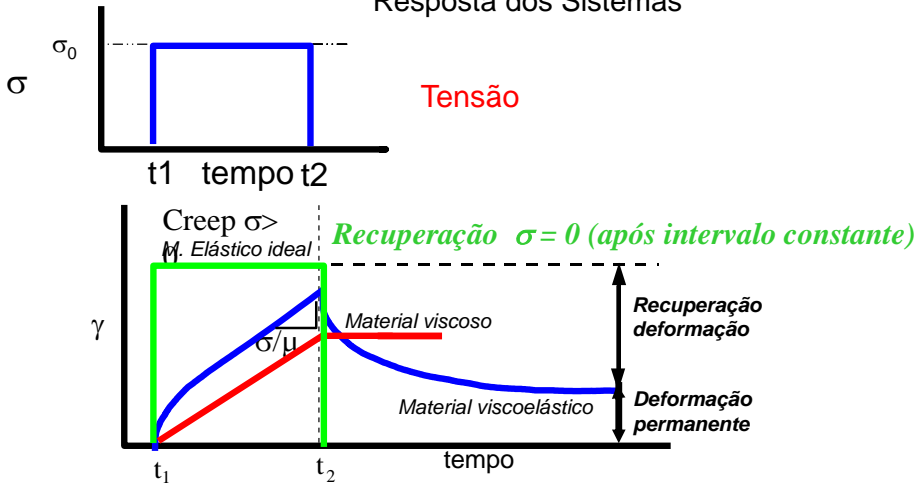 Resposta dos Sistemas
σ₀
σ
Tensão
t1 tempo t2
Creep σ>
M. Elástico ideal
Recuperação σ = 0 (após intervalo constante)
Recuperação
deformação
γ
Material viscoso
σ/μ
Material viscoelástico
Deformação
permanente
t₁
t₂
tempo